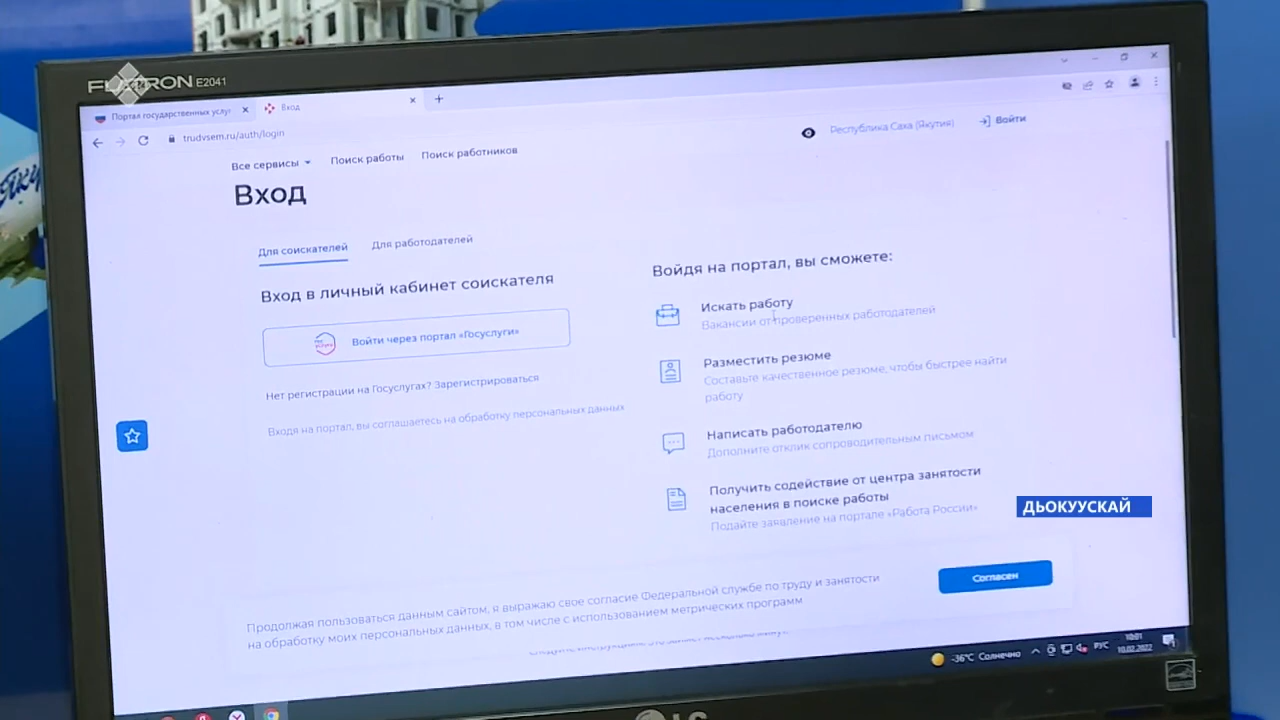 FLATRON E2041
Портал государственных услуг
Вход
trudvsem.ru/auth/login
Республика Саха (Якутия)
Войти
Все сервисы
Поиск работы
Поиск работников
Вход
Для соискателей
Для работодателей
Вход в личный кабинет соискателя
Войти через портал «Госуслуги»
Нет регистрации на Госуслугах? Зарегистрироваться
Входя на портал, вы соглашаетесь на обработку персональных данных
Войдя на портал, вы сможете:
Искать работу
Вакансии от проверенных работодателей
Разместить резюме
Составьте качественное резюме, чтобы быстрее найти
работу
Написать работодателю
Дополните отклик сопроводительным письмом
Получить содействие от центра занятости
населения в поиске работы
Подайте заявление на портале «Работа России»
ДЬОКУУСКАЙ
Продолжая пользоваться данным сайтом, я выражаю свое согласие Федеральной службе по труду и занятости
на обработку моих персональных данных, в том числе с использованием метрических программ
Согласен
-36°C Солнечно
РУС
10:01
10.02.2022
LG